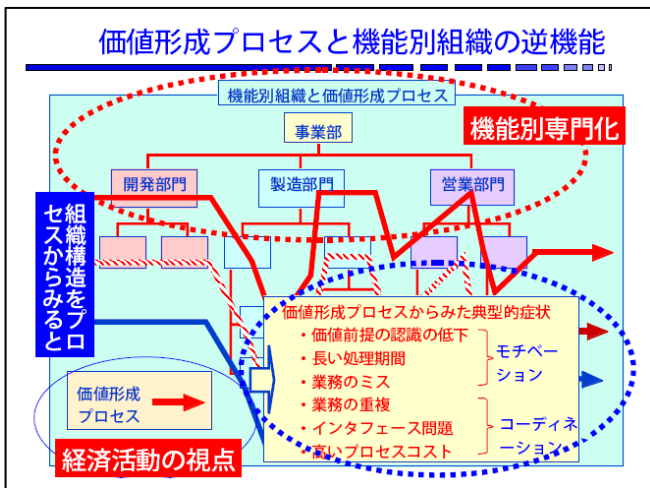 価値形成プロセスと機能別組織の逆機能
機能別組織と価値形成プロセス
事業部
機能別専門化
開発部門
製造部門
営業部門
組織構造をプロ
セスからみると
価値形成プロセスからみた典型的症状
・価値前提の認識の低下
・長い処理期間
・業務のミス
モチベー
ション
・業務の重複
・インタフェース問題
・高いプロセスコスト
コーディネ
ーション
価値形成
プロセス
経済活動の視点